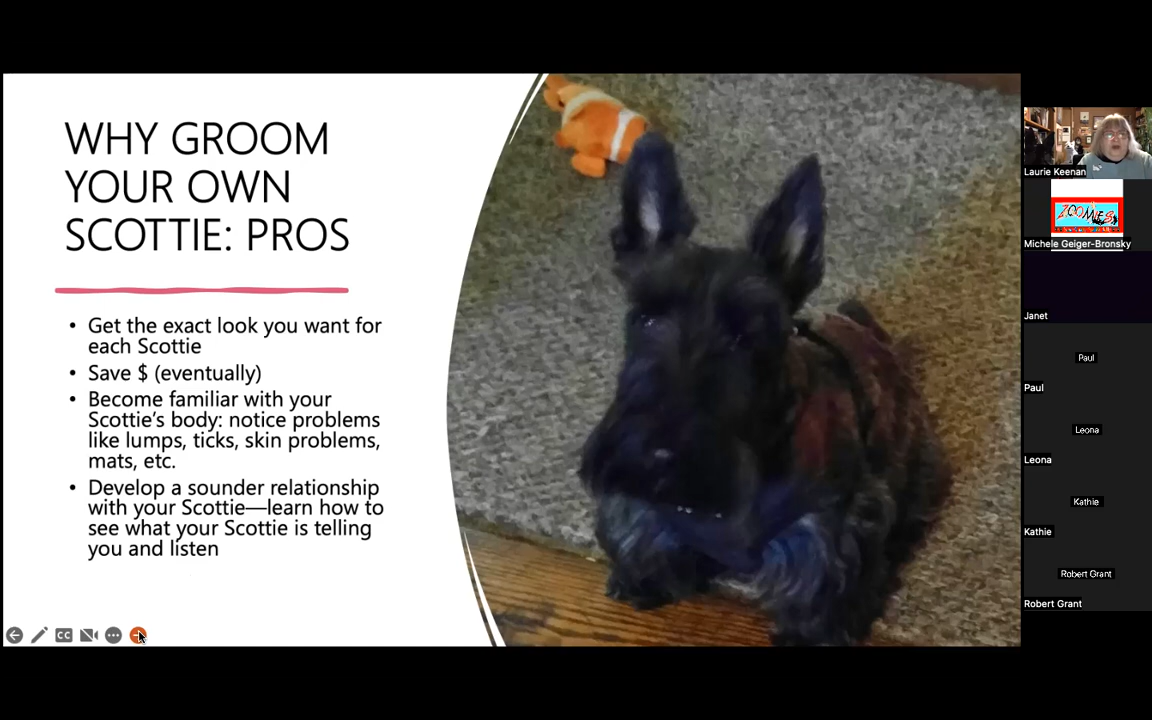 WHY GROOM
YOUR OWN
SCOTTIE: PROS
• Get the exact look you want for
each Scottie
• Save $ (eventually)
• Become familiar with your
Scottie's body: notice problems
like lumps, ticks, skin problems,
mats, etc.
• Develop a sounder relationship
with your Scottie—learn how to
see what your Scottie is telling
you and listen
CC
Laurie Keenan
ZOOMIES
Michele Geiger-Bronsky
Janet
Paul
Paul
Leona
Leona
Kathie
Kathie
Robert Grant
Robert Grant